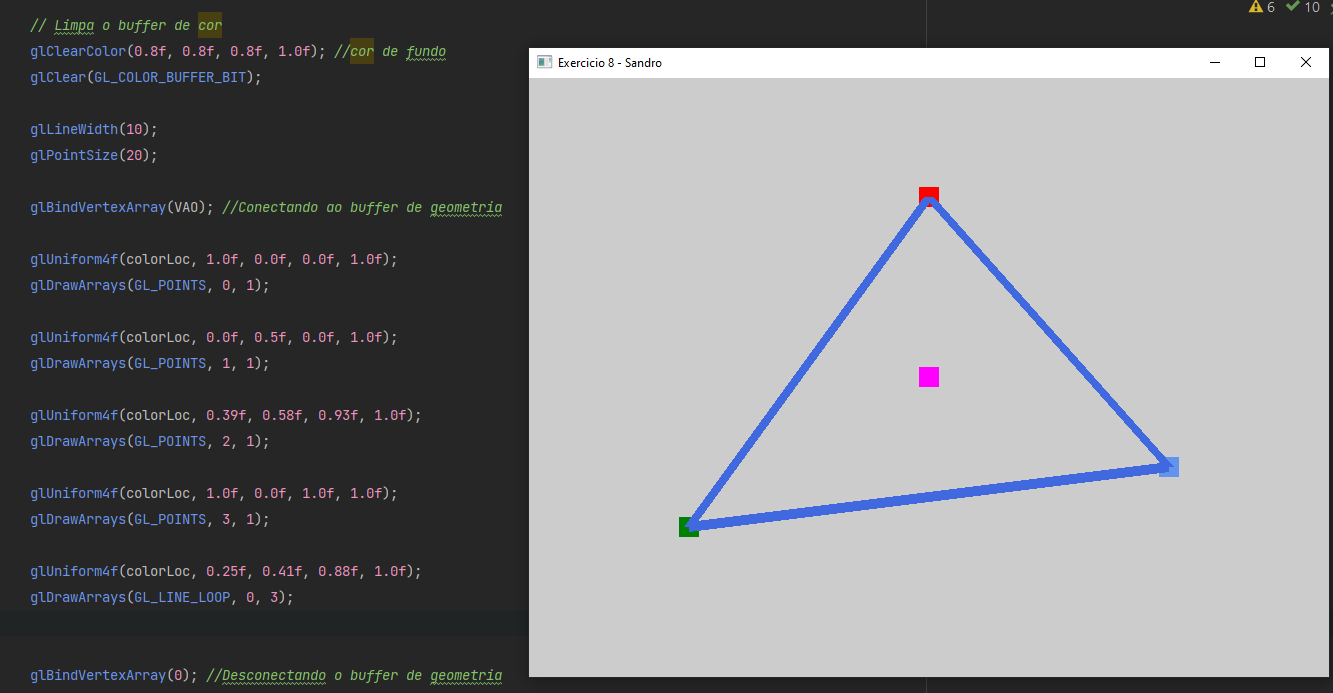 6 10
// Limpa o buffer de cor
glClearColor(0.8f, 0.8f, 0.8f, 1.0f); //cor de fundo
glClear(GL_COLOR_BUFFER_BIT);
glLineWidth(10);
glPointSize(20);
glBindVertexArray(VAO); //Conectando ao buffer de geometria
glUniform4f(colorLoc, 1.0f, 0.0f, 0.0f, 1.0f);
glDrawArrays(GL_POINTS, 0, 1);
glUniform4f(colorLoc, 0.0f, 0.5f, 0.0f, 1.0f);
glDrawArrays(GL_POINTS, 1, 1);
glUniform4f(colorLoc, 0.39f, 0.58f, 0.93f, 1.0f);
glDrawArrays(GL_POINTS, 2, 1);
glUniform4f(colorLoc, 1.0f, 0.0f, 1.0f, 1.0f);
glDrawArrays(GL_POINTS, 3, 1);
glUniform4f(colorLoc, 0.25f, 0.41f, 0.88f, 1.0f);
glDrawArrays(GL_LINE_LOOP, 0, 3);
glBindVertexArray(0); //Desconectando o buffer de geometria
Exercicio 8 - Sandro